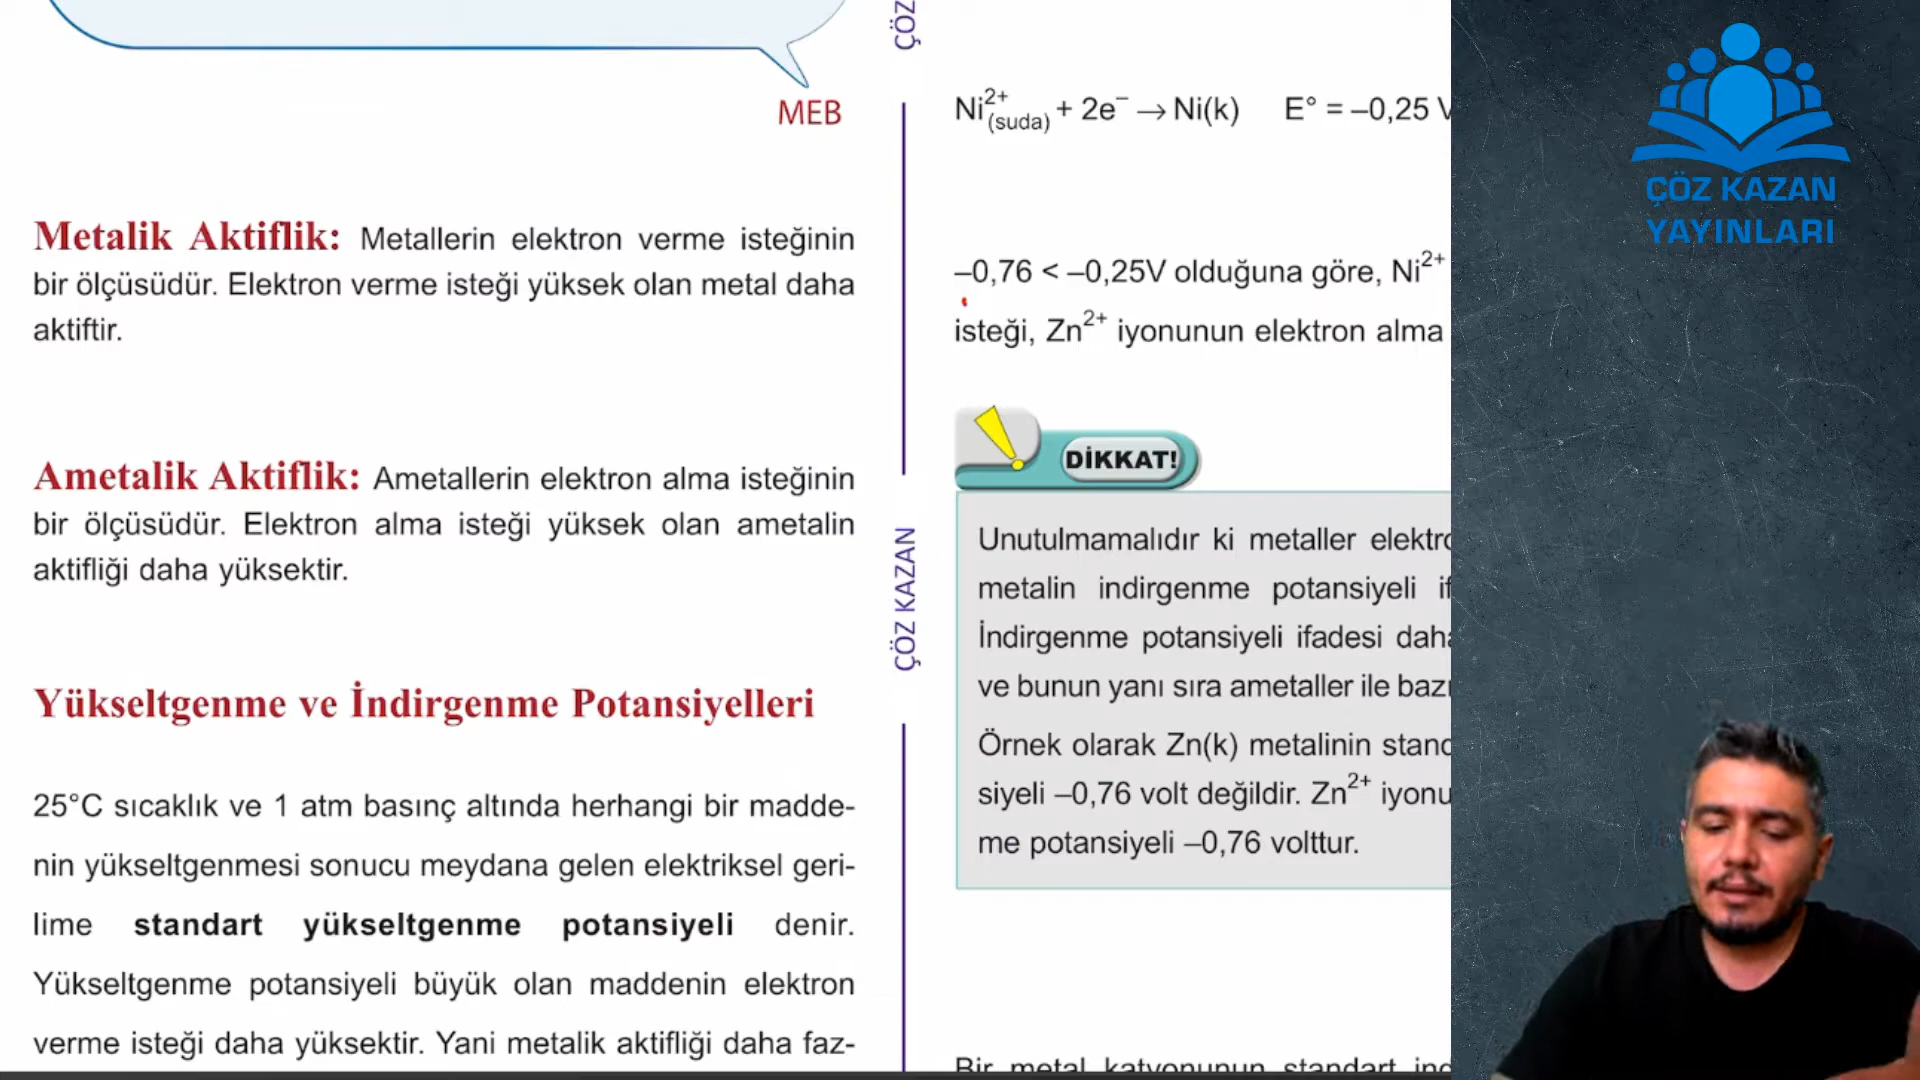 MEB
Metalik Aktiflik: Metallerin elektron verme isteğinin
bir ölçüsüdür. Elektron verme isteği yüksek olan metal daha
aktiftir.
Ametalik Aktiflik: Ametallerin elektron alma isteğinin
bir ölçüsüdür. Elektron alma isteği yüksek olan ametalin
aktifliği daha yüksektir.
Yükseltgenme ve İndirgenme Potansiyelleri
25°C sıcaklık ve 1 atm basınç altında herhangi bir madde-
nin yükseltgenmesi sonucu meydana gelen elektriksel geri-
lime standart yükseltgenme potansiyeli denir.
Yükseltgenme potansiyeli büyük olan maddenin elektron
verme isteği daha yüksektir. Yani metalik aktifliği daha faz-
ÇÖZ
ÇÖZ KAZAN
Ni²⁺(suda) + 2e⁻ → Ni(k) E° = –0,25 V
–0,76 < –0,25V olduğuna göre, Ni²⁺
isteği, Zn²⁺ iyonunun elektron alma
DİKKAT!
Unutulmamalıdır ki metaller
metalin indirgenme potansiyeli
İndirgenme potansiyeli ifadesi
ve bunun yanı sıra ametaller ile
Örnek olarak Zn(k) metalinin
siyeli –0,76 volt değildir. Zn²⁺
me potansiyeli –0,76 volttur.
Bir metal katyonunun standart
ÇÖZ KAZAN
YAYINLARI